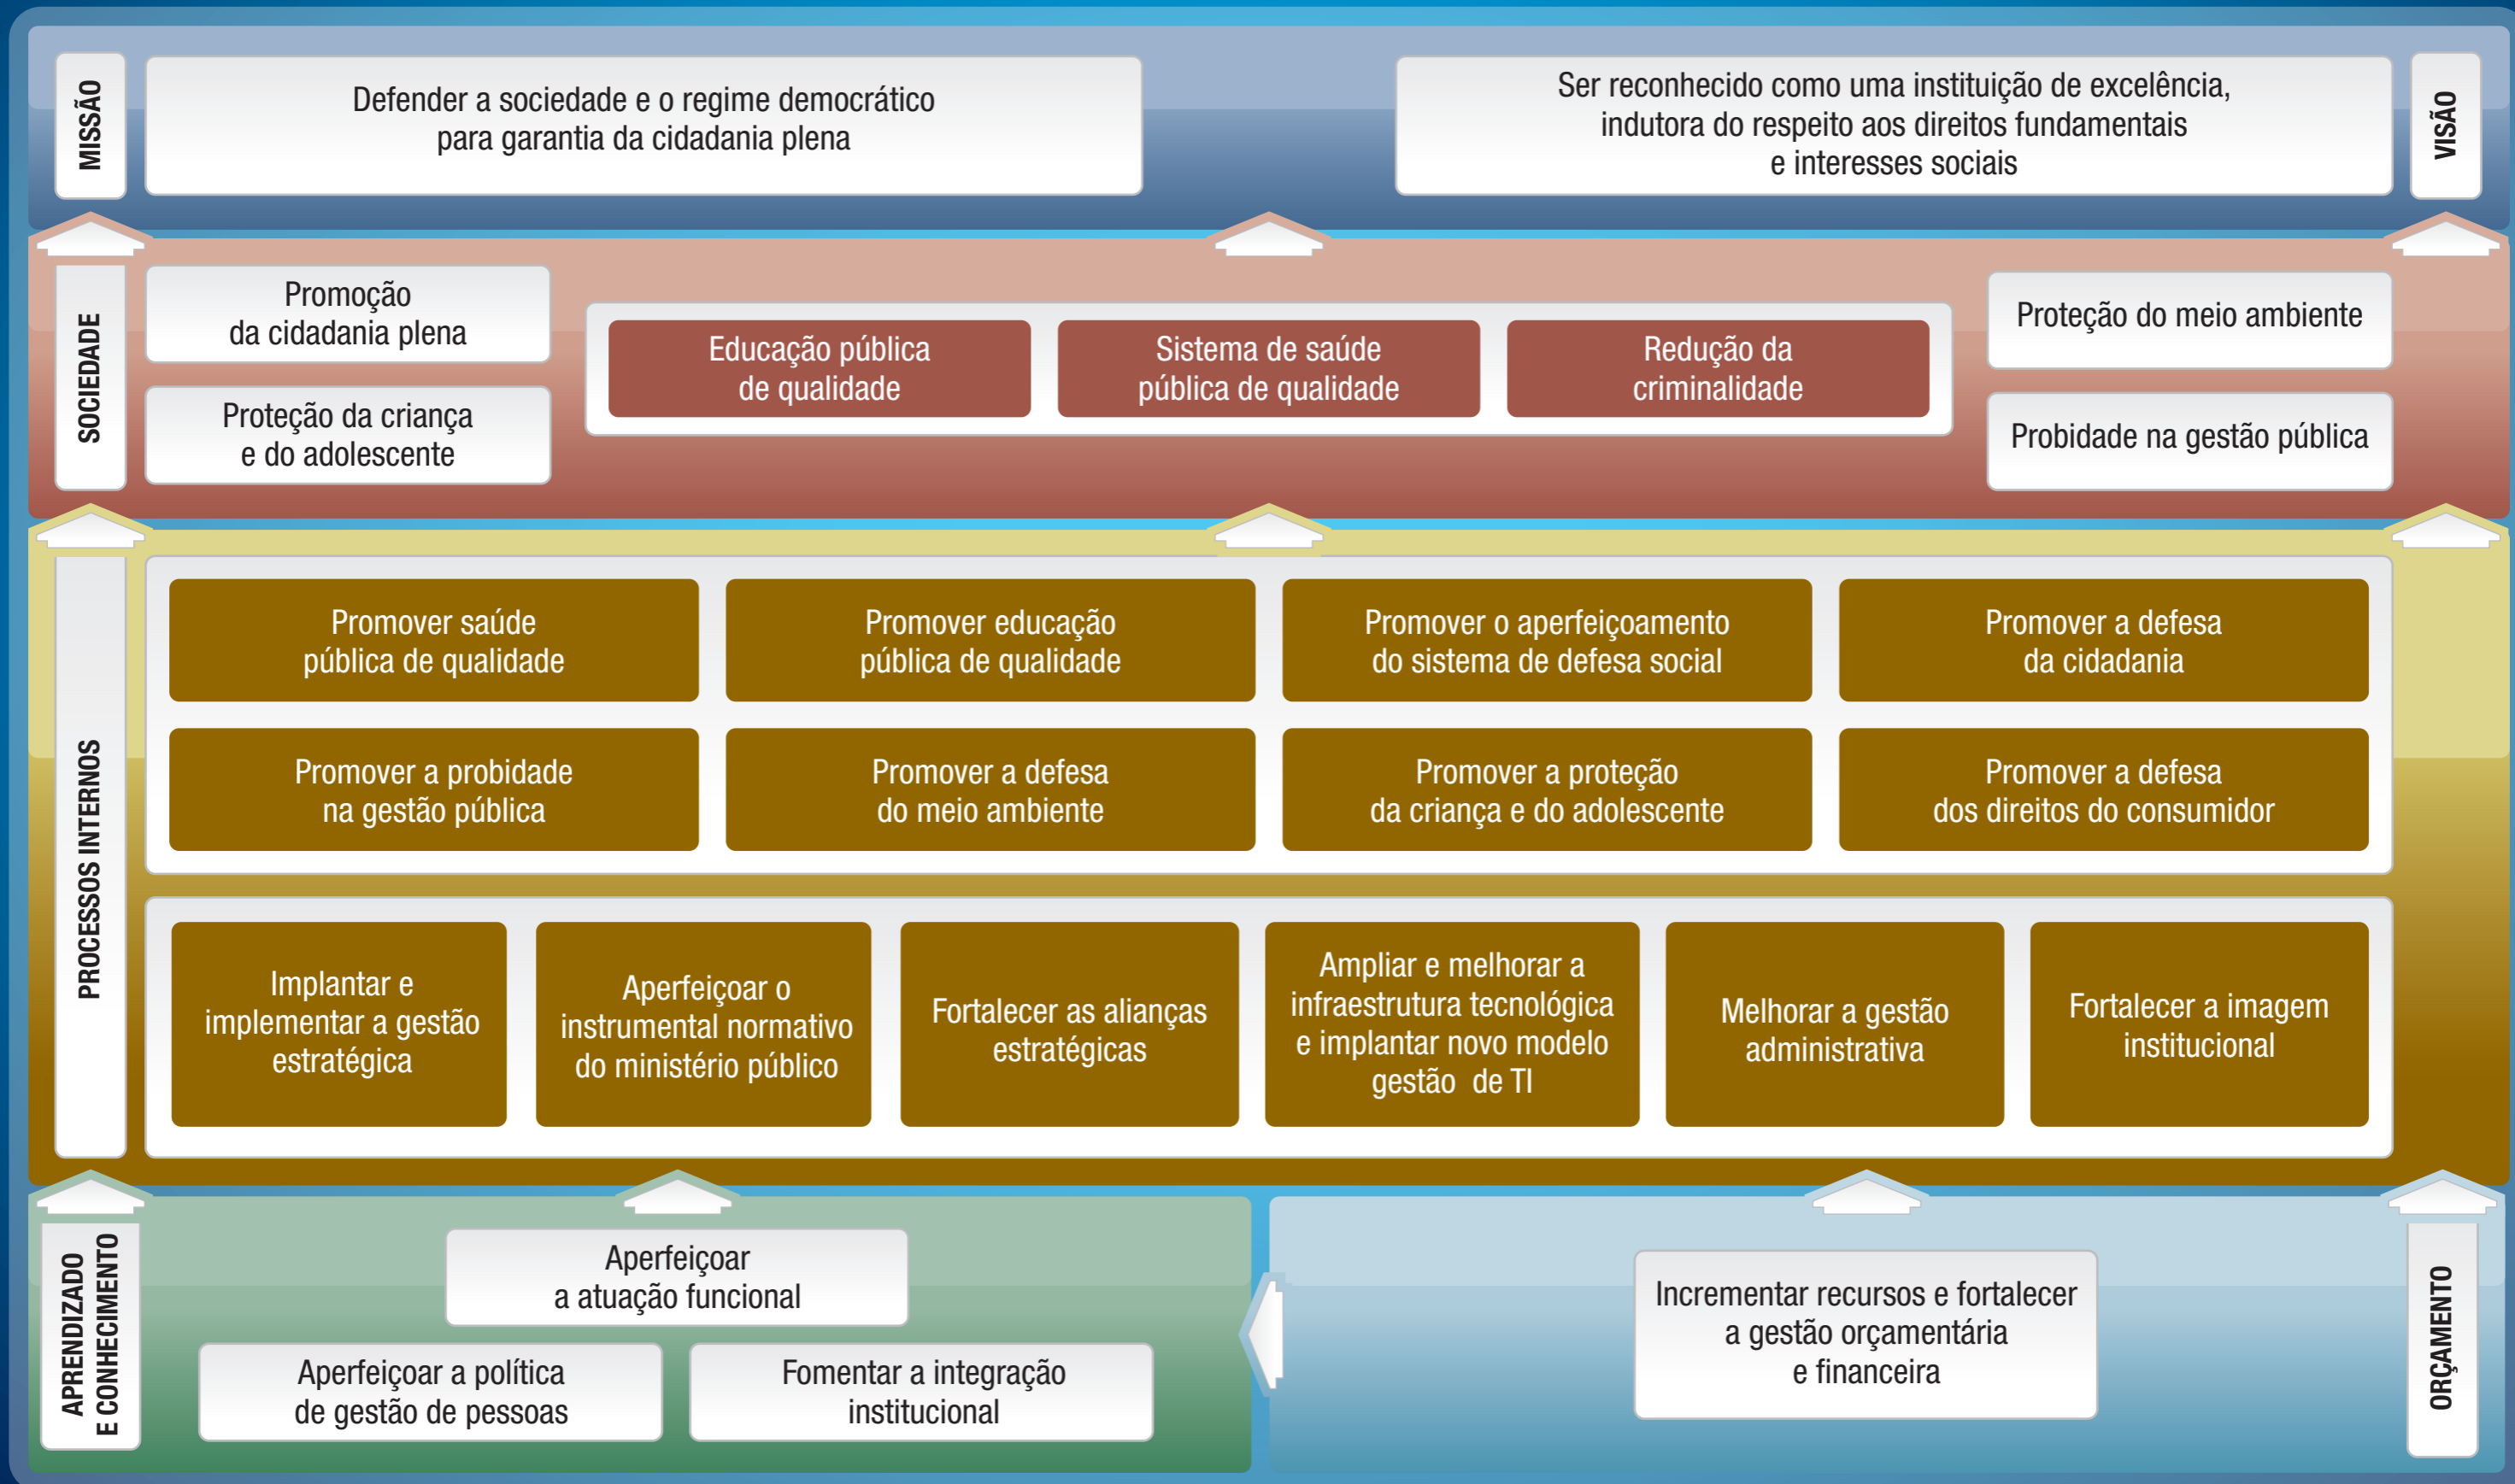 MISSÃO
Defender a sociedade e o regime democrático
para garantia da cidadania plena
Ser reconhecido como uma instituição de excelência,
indutora do respeito aos direitos fundamentais
e interesses sociais
VISÃO
SOCIEDADE
Promoção
da cidadania plena
Proteção da criança
e do adolescente
Educação pública
de qualidade
Sistema de saúde
pública de qualidade
Redução da
criminalidade
Proteção do meio ambiente
Probidade na gestão pública
PROCESSOS INTERNOS
Promover saúde
pública de qualidade
Promover educação
pública de qualidade
Promover o aperfeiçoamento
do sistema de defesa social
Promover a defesa
da cidadania
Promover a probidade
na gestão pública
Promover a defesa
do meio ambiente
Promover a proteção
da criança e do adolescente
Promover a defesa
dos direitos do consumidor
Implantar e
implementar a gestão
estratégica
Aperfeiçoar o
instrumental normativo
do ministério público
Fortalecer as alianças
estratégicas
Ampliar e melhorar a
infraestrutura tecnológica
e implantar novo modelo
gestão  de TI
Melhorar a gestão
administrativa
Fortalecer a imagem
institucional
APRENDIZADO
E CONHECIMENTO
Aperfeiçoar
a atuação funcional
Aperfeiçoar a política
de gestão de pessoas
Fomentar a integração
institucional
Incrementar recursos e fortalecer
a gestão orçamentária
e financeira
ORÇAMENTO